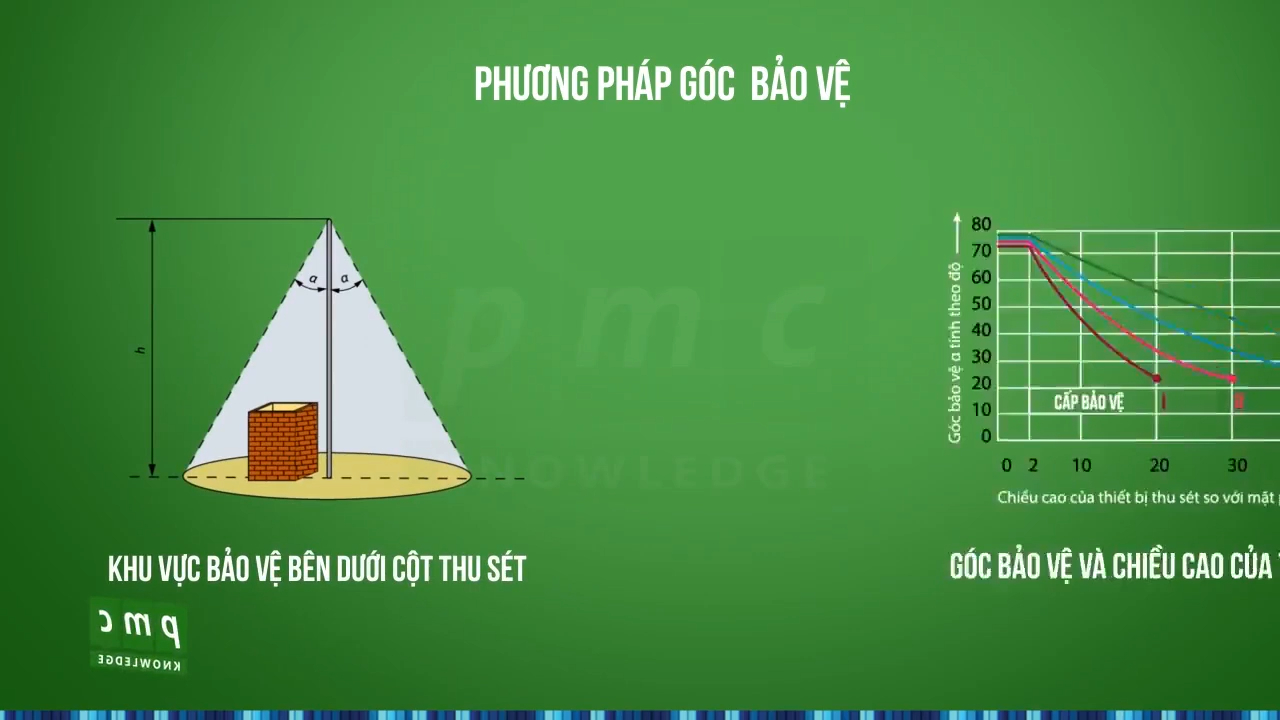 PHƯƠNG PHÁP GÓC BẢO VỆ
α α
h
KHU VỰC BẢO VỆ BÊN DƯỚI CỘT THU SÉT
Góc bảo vệ α tính theo độ
80
70
60
50
40
30
20
10
0
CẤP BẢO VỆ I II
0 2 10 20 30
Chiều cao của thiết bị thu sét so với mặt
GÓC BẢO VỆ VÀ CHIỀU CAO CỦA
pmc
KNOWLEDGE
pmc
KNOWLEDGE